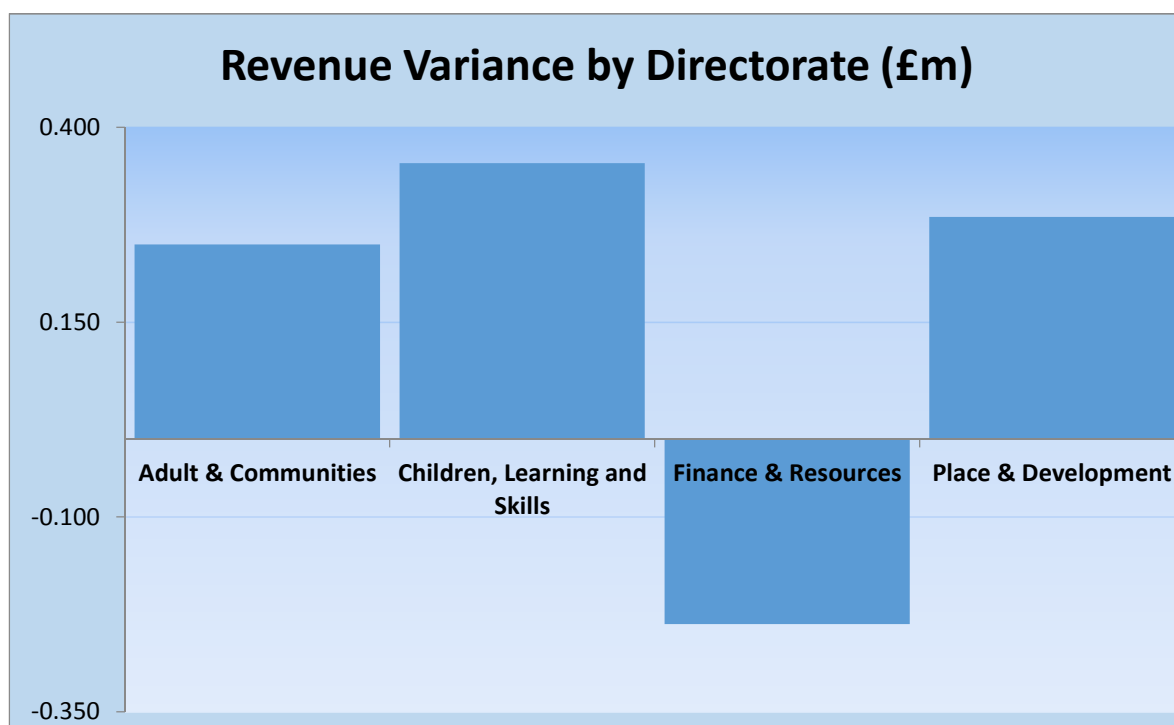 Revenue Variance by Directorate (£m)
0.400
0.150
Adult & Communities
Children, Learning and
Skills
Finance & Resources
Place & Development
-0.100
-0.350